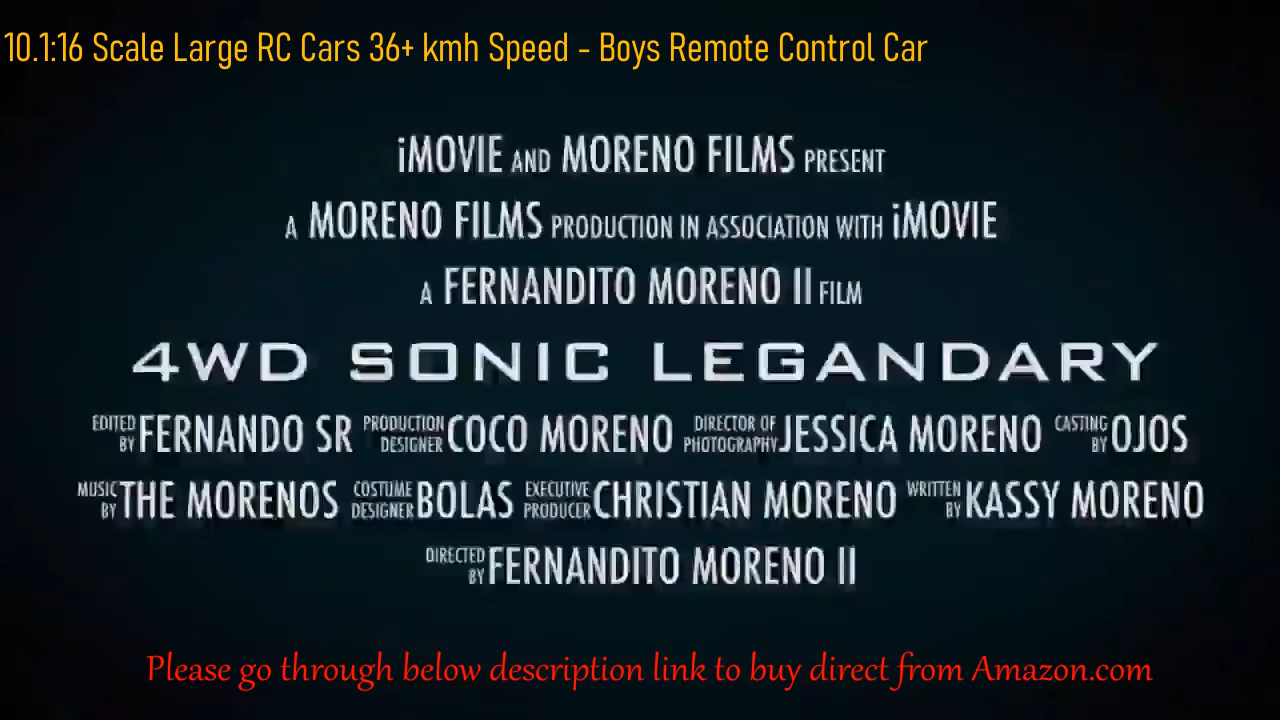 10.1:16 Scale Large RC Cars 36+ kmh Speed - Boys Remote Control Car
iMOVIE AND MORENO FILMS PRESENT
A MORENO FILMS PRODUCTION IN ASSOCIATION WITH iMOVIE
A FERNANDITO MORENO II FILM
4WD SONIC LEGANDARY
EDITED BY FERNANDO SR PRODUCTION DESIGNER COCO MORENO DIRECTOR OF PHOTOGRAPHY JESSICA MORENO CASTING BY OJOS
MUSIC BY THE MORENOS COSTUME DESIGNER BOLAS EXECUTIVE PRODUCER CHRISTIAN MORENO WRITTEN BY KASSY MORENO
DIRECTED BY FERNANDITO MORENO II
Please go through below description link to buy direct from Amazon.com